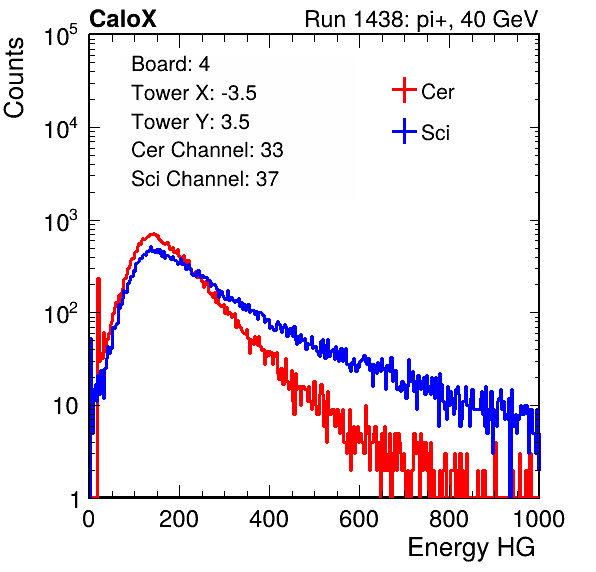 CaloX Run 1438: pi+, 40 GeV
Counts
10^5
10^4
10^3
10^2
10
1
Board: 4
Tower X: -3.5
Tower Y: 3.5
Cer Channel: 33
Sci Channel: 37
Cer
Sci
0 200 400 600 800 1000
Energy HG